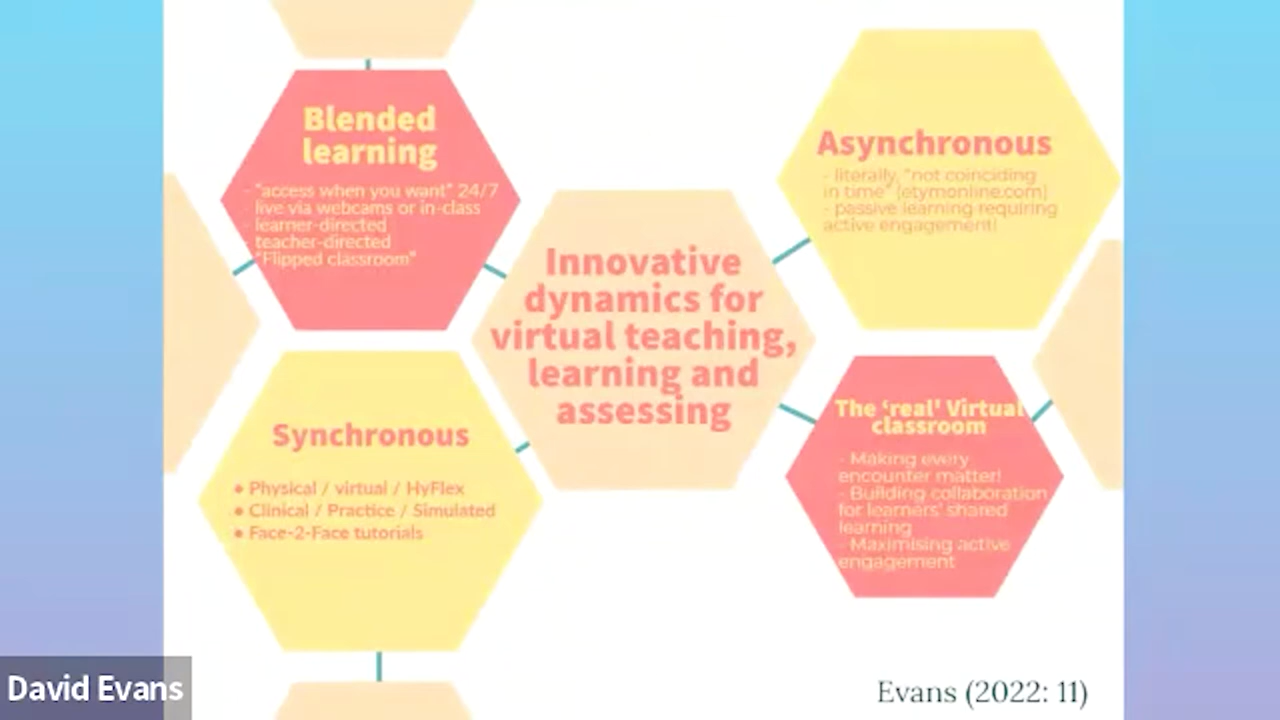 Blended
learning
- "access when you want" 24/7
live via webcams or in-class
- learner-directed
- teacher-directed
"Flipped classroom"
Asynchronous
- literally, "not coinciding
in time" (etymonline.com)
- passive learning requiring
active engagement!
Innovative
dynamics for
virtual teaching,
learning and
assessing
Synchronous
• Physical / virtual / HyFlex
• Clinical / Practice / Simulated
• Face-2-Face tutorials
The ‘real’ Virtual
classroom
- Making every
encounter matter!
- Building collaboration
for learners' shared
learning
- Maximising active
engagement
David Evans
Evans (2022: 11)